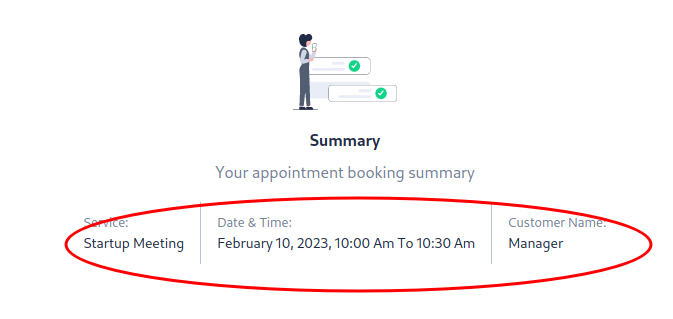 Summary
Your appointment booking summary
Service:
Startup Meeting
Date & Time:
February 10, 2023, 10:00 Am To 10:30 Am
Customer Name:
Manager